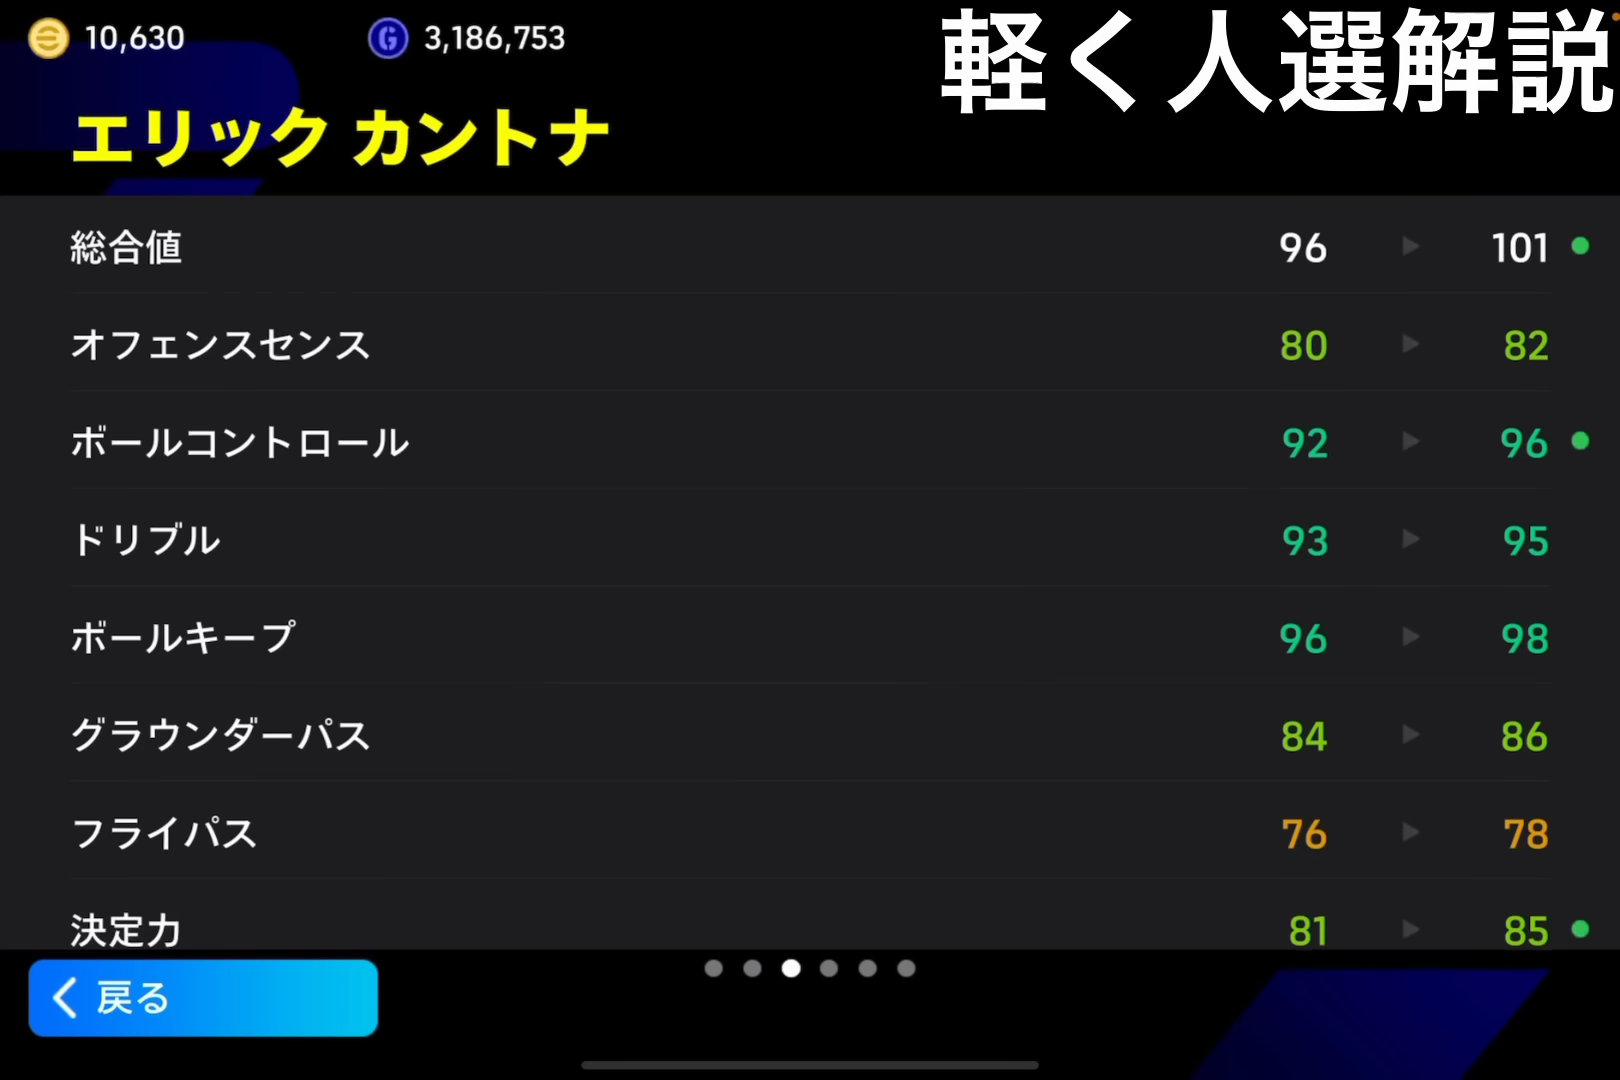 10,630 3,186,753
軽く人選解説
エリック カントナ
総合値 96 101
オフェンスセンス 80 82
ボールコントロール 92 96
ドリブル 93 95
ボールキープ 96 98
グラウンダーパス 84 86
フライパス 76 78
決定力 81 85
戻る